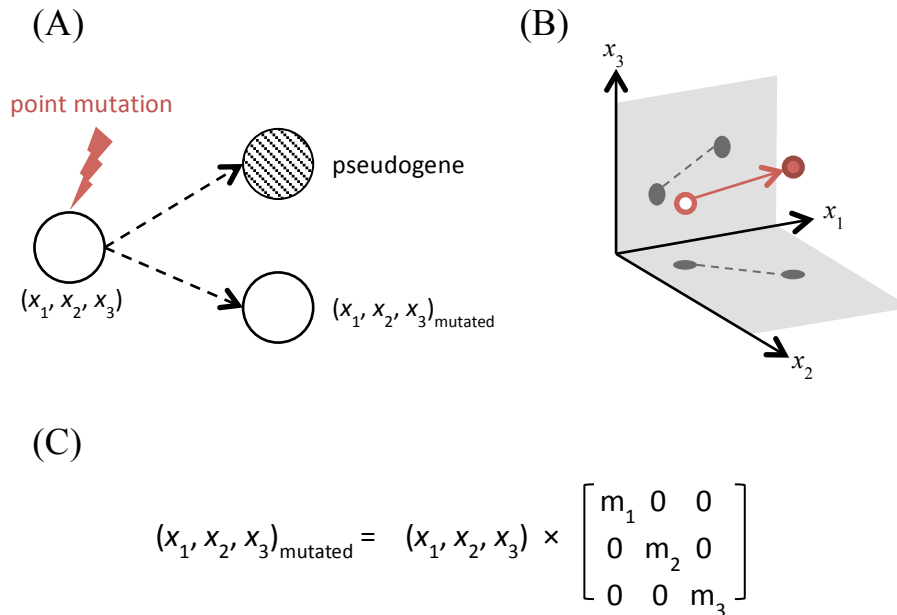 (A)
point mutation
pseudogene
(x₁, x₂, x₃)
(x₁, x₂, x₃)mutated
(B)
x₃
x₁
x₂
(C)
(x₁, x₂, x₃)mutated = (x₁, x₂, x₃) × [ m₁ 0 0
0 m₂ 0
0 0 m₃ ]